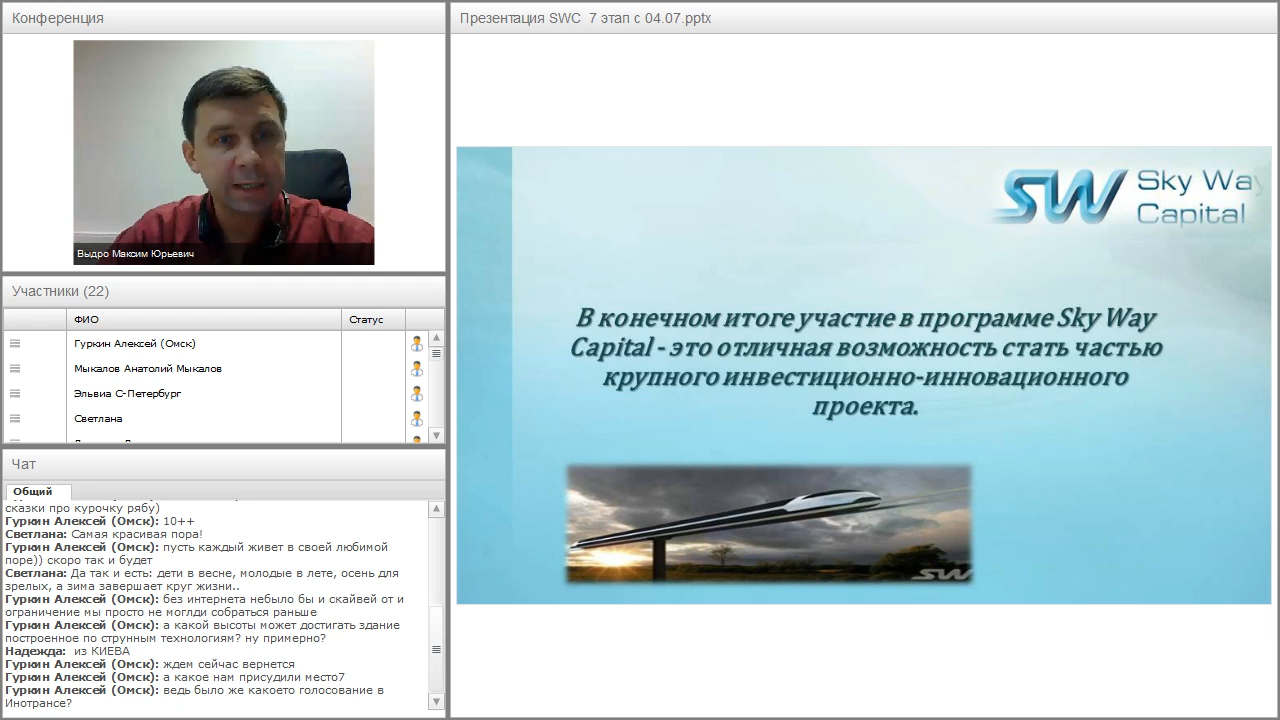 Конференция
Выдро Максим Юрьевич
Участники (22)
ФИО Статус
Гуркин Алексей (Омск)
Мыкалов Анатолий Мыкалов
Эльвиа С-Петербург
Светлана
Чат
Общий
сказки про курочку рябу)
Гуркин Алексей (Омск): 10++
Светлана: Самая красивая пора!
Гуркин Алексей (Омск): пусть каждый живет в своей любимой
поре)) скоро так и будет
Светлана: Да так и есть: дети в весне, молодые в лете, осень для
зрелых, а зима завершает круг жизни..
Гуркин Алексей (Омск): без интернета небыло бы и скайвей от и
ограничение мы просто не моглди собраться раньше
Гуркин Алексей (Омск): а какой высоты может достигать здание
построенное по струнным технологиям? ну примерно?
Надежда: из КИЕВА
Гуркин Алексей (Омск): ждем сейчас вернется
Гуркин Алексей (Омск): а какое нам присудили место7
Гуркин Алексей (Омск): ведь было же какоето голосование в
Инотрансе?
Презентация SWC 7 этап с 04.07.pptx
SW Sky Way
Capital
В конечном итоге участие в программе Sky Way
Capital - это отличная возможность стать частью
крупного инвестиционно-инновационного
проекта.
SW